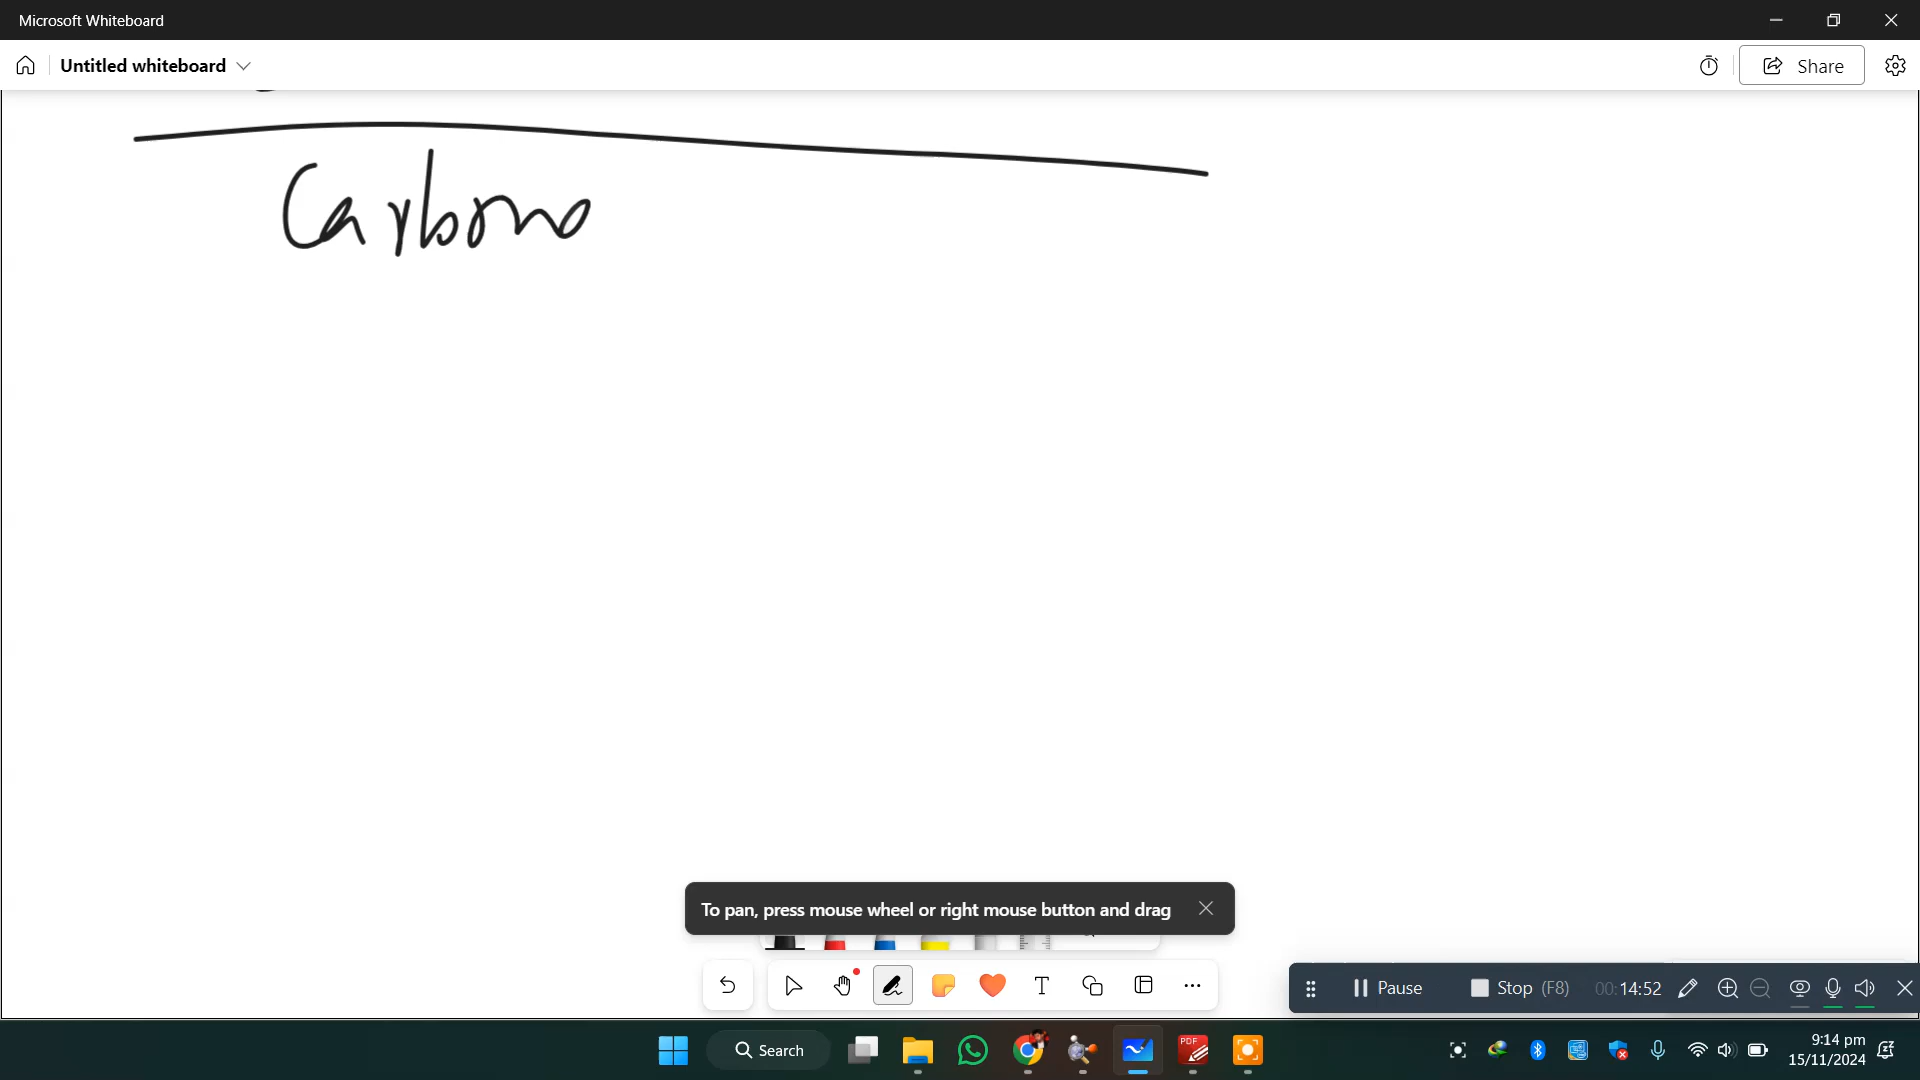 Microsoft Whiteboard
Untitled whiteboard
Share
Carbono
To pan, press mouse wheel or right mouse button and drag
Pause
Stop (F8)
00:14:52
Search
PDF
9:14 pm
15/11/2024